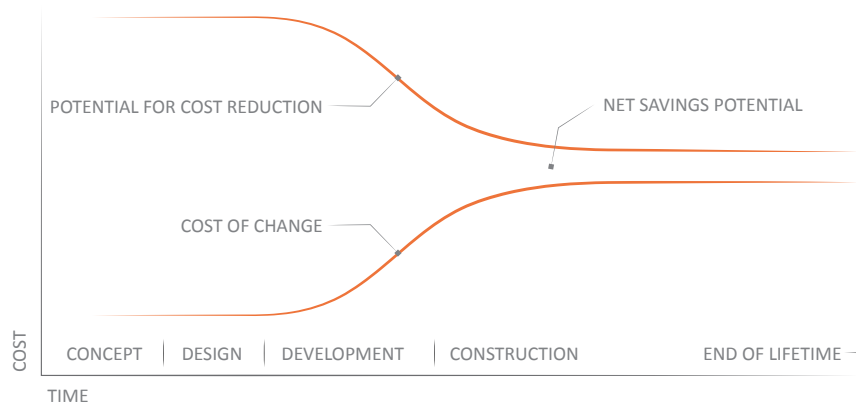 POTENTIAL FOR COST REDUCTION
NET SAVINGS POTENTIAL
COST OF CHANGE
COST
CONCEPT
DESIGN
DEVELOPMENT
CONSTRUCTION
END OF LIFETIME
TIME